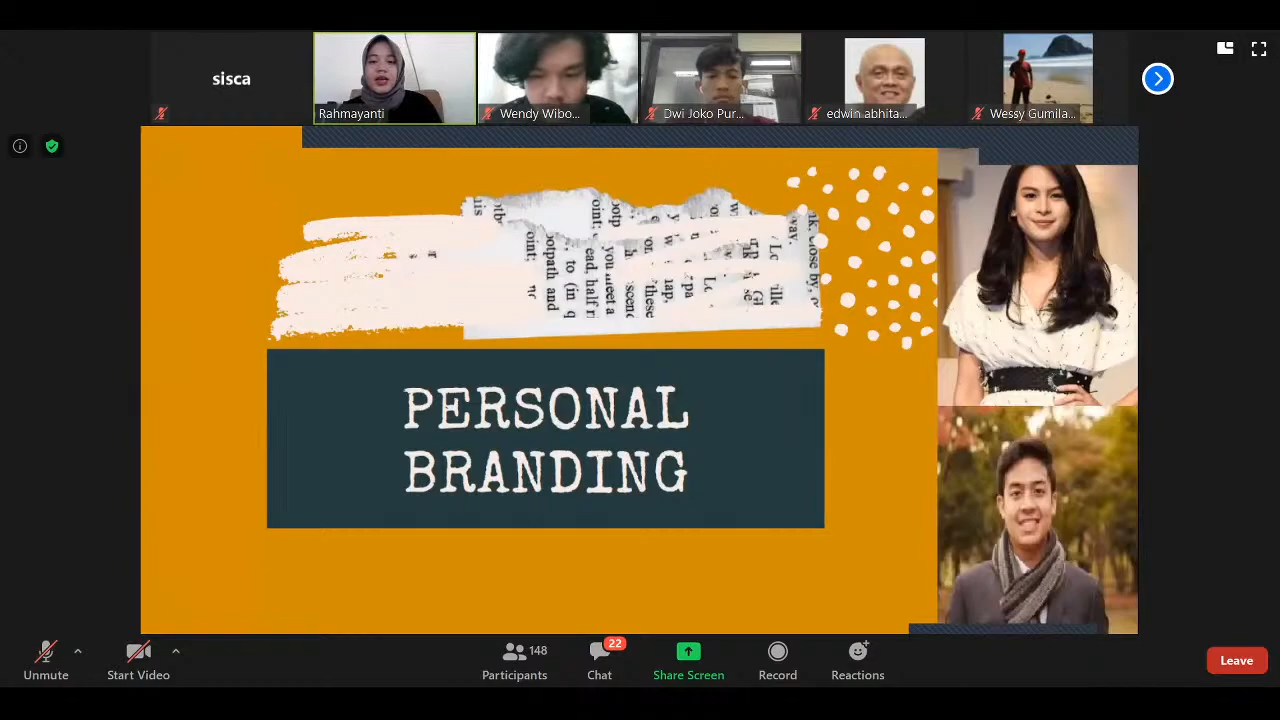 sisca
Rahmayanti
Wendy Wibo...
Dwi Joko Pur...
edwin abhita...
Wessy Gumila...
PERSONAL
BRANDING
Unmute
Start Video
148
Participants
22
Chat
Share Screen
Record
Reactions
Leave